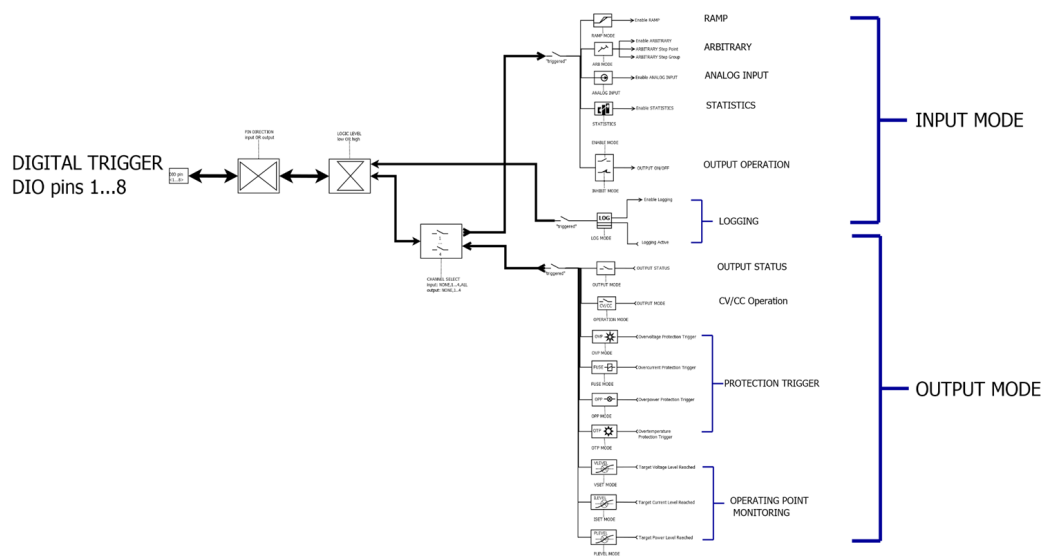 DIGITAL TRIGGER
DIO pins 1...8
DIO pin
<1...8>
PIN DIRECTION
input OR output
LOGIC LEVEL
low OR high
1
...
4
CHANNEL SELECT
input: NONE,1...4,ALL
output: NONE,1..4
"triggered"
Enable RAMP
RAMP MODE
RAMP
Enable ARBITRARY
ARBITRARY Step Point
ARBITRARY Step Group
ARB MODE
ARBITRARY
Enable ANALOG INPUT
ANALOG INPUT
ANALOG INPUT
Enable STATISTICS
STATISTICS
STATISTICS
ENABLE MODE
OUTPUT ON/OFF
INHIBIT MODE
OUTPUT OPERATION
"triggered"
LOG
LOG MODE
Enable Logging
Logging Active
LOGGING
INPUT MODE
"triggered"
OUTPUT STATUS
OUTPUT MODE
OUTPUT STATUS
CV/CC
OUTPUT MODE
OPERATION MODE
CV/CC Operation
OVP
Overvoltage Protection Trigger
OVP MODE
FUSE
Overcurrent Protection Trigger
FUSE MODE
OPP
Overpower Protection Trigger
OPP MODE
OTP
Overtemperature
Protection Trigger
OTP MODE
PROTECTION TRIGGER
VLEVEL
Target Voltage Level Reached
VSET MODE
ILEVEL
Target Current Level Reached
ISET MODE
PLEVEL
Target Power Level Reached
PLEVEL MODE
OPERATING POINT
MONITORING
OUTPUT MODE